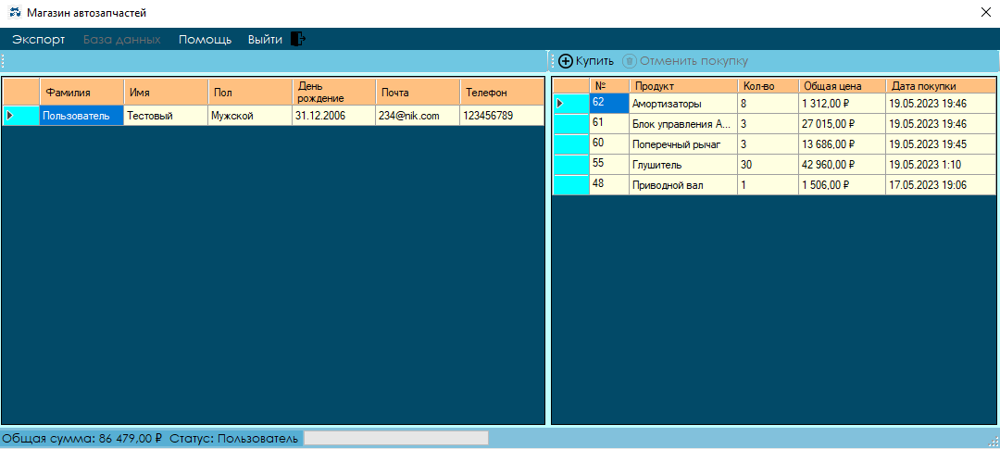 Магазин автозапчастей
Экспорт База данных Помощь Выйти
Купить Отменить покупку
Фамилия Имя Пол День рождение Почта Телефон
Пользователь Тестовый Мужской 31.12.2006 234@nik.com 123456789
№ Продукт Кол-во Общая цена Дата покупки
62 Амортизаторы 8 1 312,00 ₽ 19.05.2023 19:46
61 Блок управления А... 3 27 015,00 ₽ 19.05.2023 19:46
60 Поперечный рычаг 3 13 686,00 ₽ 19.05.2023 19:45
55 Глушитель 30 42 960,00 ₽ 19.05.2023 1:10
48 Приводной вал 1 1 506,00 ₽ 17.05.2023 19:06
Общая сумма: 86 479,00 ₽ Статус: Пользователь